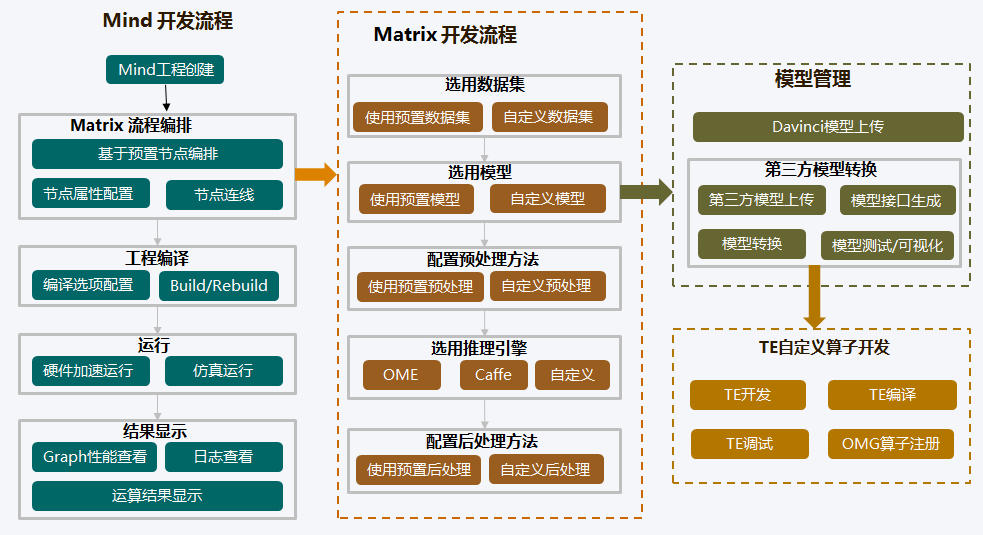 Mind 开发流程
Mind工程创建
Matrix 流程编排
基于预置节点编排
节点属性配置
节点连线
工程编译
编译选项配置
Build/Rebuild
运行
硬件加速运行
仿真运行
结果显示
Graph性能查看
日志查看
运算结果显示
Matrix 开发流程
选用数据集
使用预置数据集
自定义数据集
选用模型
使用预置模型
自定义模型
配置预处理方法
使用预置预处理
自定义预处理
选用推理引擎
OME
Caffe
自定义
配置后处理方法
使用预置后处理
自定义后处理
模型管理
Davinci模型上传
第三方模型转换
第三方模型上传
模型接口生成
模型转换
模型测试/可视化
TE自定义算子开发
TE开发
TE编译
TE调试
OMG算子注册